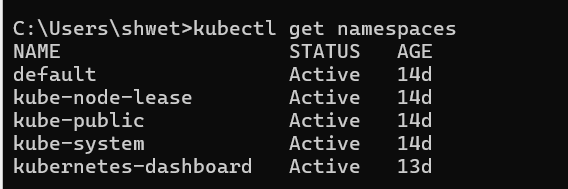 C:\Users\shwet>kubectl get namespaces
NAME                   STATUS   AGE
default                Active   14d
kube-node-lease        Active   14d
kube-public            Active   14d
kube-system            Active   14d
kubernetes-dashboard   Active   13d